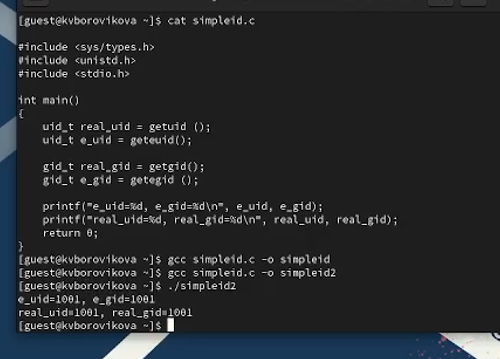 [guest@kvborovikova ~]$ cat simpleid.c
#include <sys/types.h>
#include <unistd.h>
#include <stdio.h>
int main()
{
uid_t real_uid = getuid ();
uid_t e_uid = geteuid();
gid_t real_gid = getgid();
gid_t e_gid = getegid ();
printf("e_uid=%d, e_gid=%d\n", e_uid, e_gid);
printf("real_uid=%d, real_gid=%d\n", real_uid, real_gid);
return 0;
}
[guest@kvborovikova ~]$ gcc simpleid.c -o simpleid
[guest@kvborovikova ~]$ gcc simpleid.c -o simpleid2
[guest@kvborovikova ~]$ ./simpleid2
e_uid=1001, e_gid=1001
real_uid=1001, real_gid=1001
[guest@kvborovikova ~]$